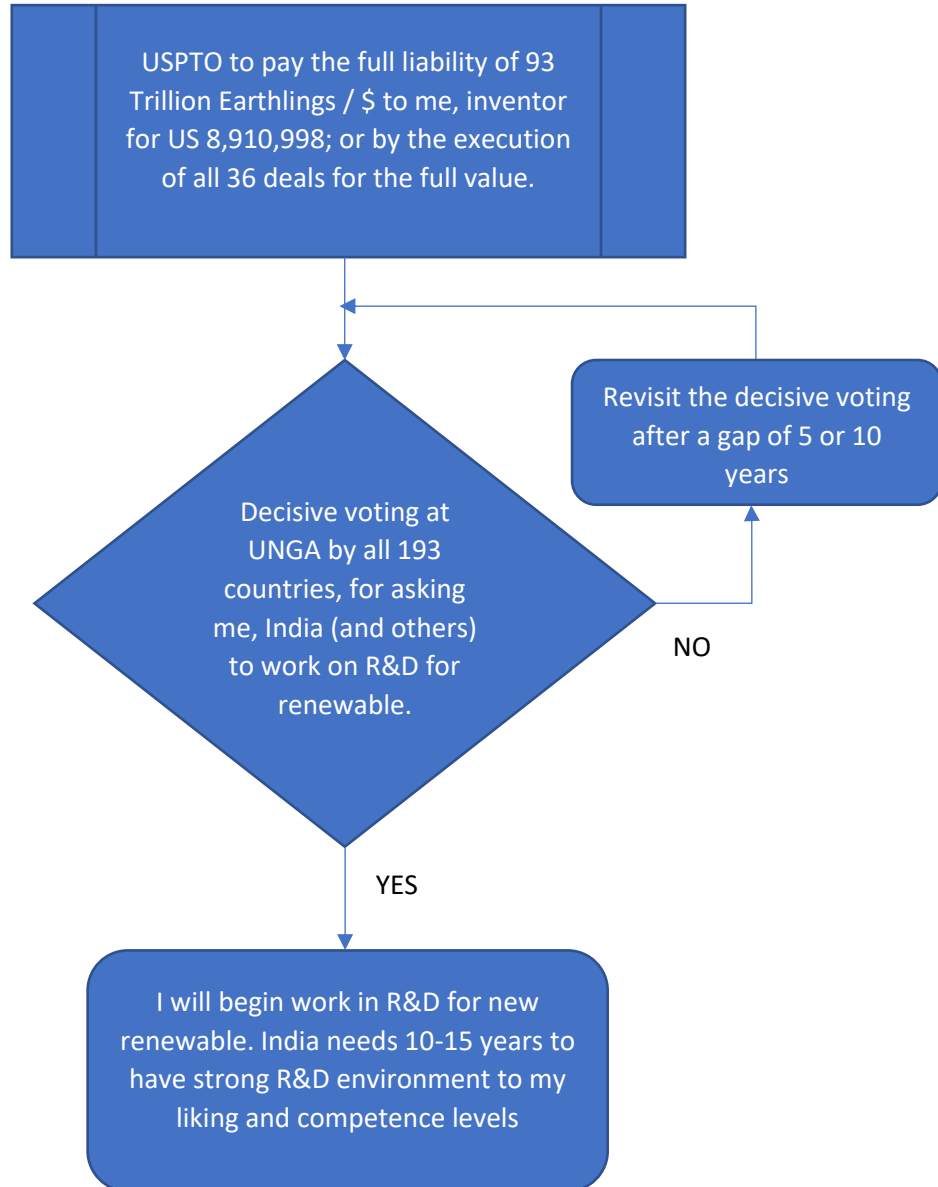 USPTO to pay the full liability of 93
Trillion Earthlings / $ to me, inventor
for US 8,910,998; or by the execution
of all 36 deals for the full value.
Revisit the decisive voting
after a gap of 5 or 10
years
Decisive voting at
UNGA by all 193
countries, for asking
me, India (and others)
to work on R&D for
renewable.
NO
YES
I will begin work in R&D for new
renewable. India needs 10-15 years to
have strong R&D environment to my
liking and competence levels